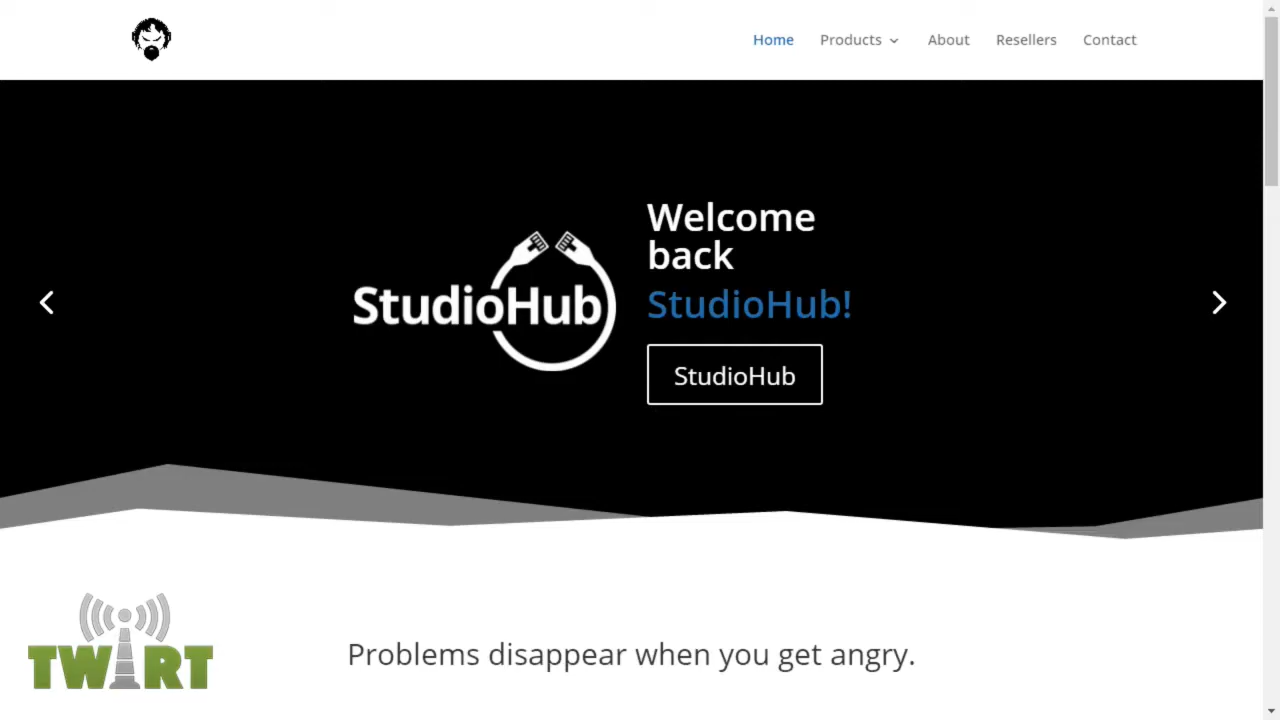 Home Products About Resellers Contact
StudioHub
Welcome
back
StudioHub!
StudioHub
TWiRT
Problems disappear when you get angry.